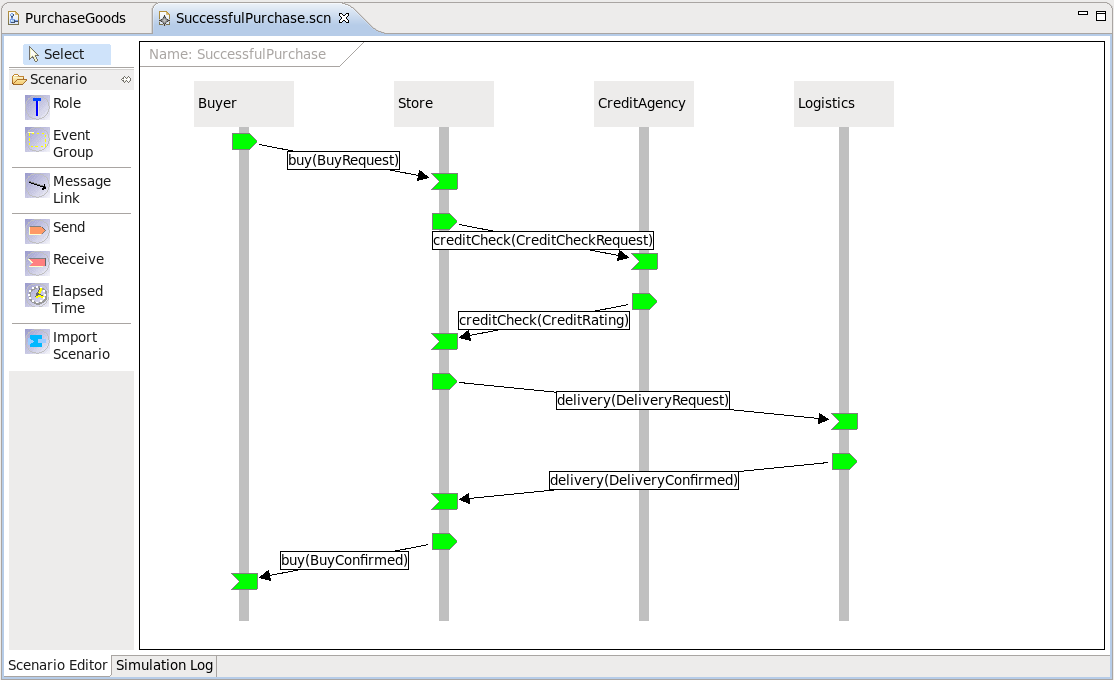 PurchaseGoods
SuccessfulPurchase.scn
Select
Scenario
Role
Event
Group
Message
Link
Send
Receive
Elapsed
Time
Import
Scenario
Name: SuccessfulPurchase
Buyer
Store
CreditAgency
Logistics
buy(BuyRequest)
creditCheck(CreditCheckRequest)
creditCheck(CreditRating)
delivery(DeliveryRequest)
delivery(DeliveryConfirmed)
buy(BuyConfirmed)
Scenario Editor
Simulation Log